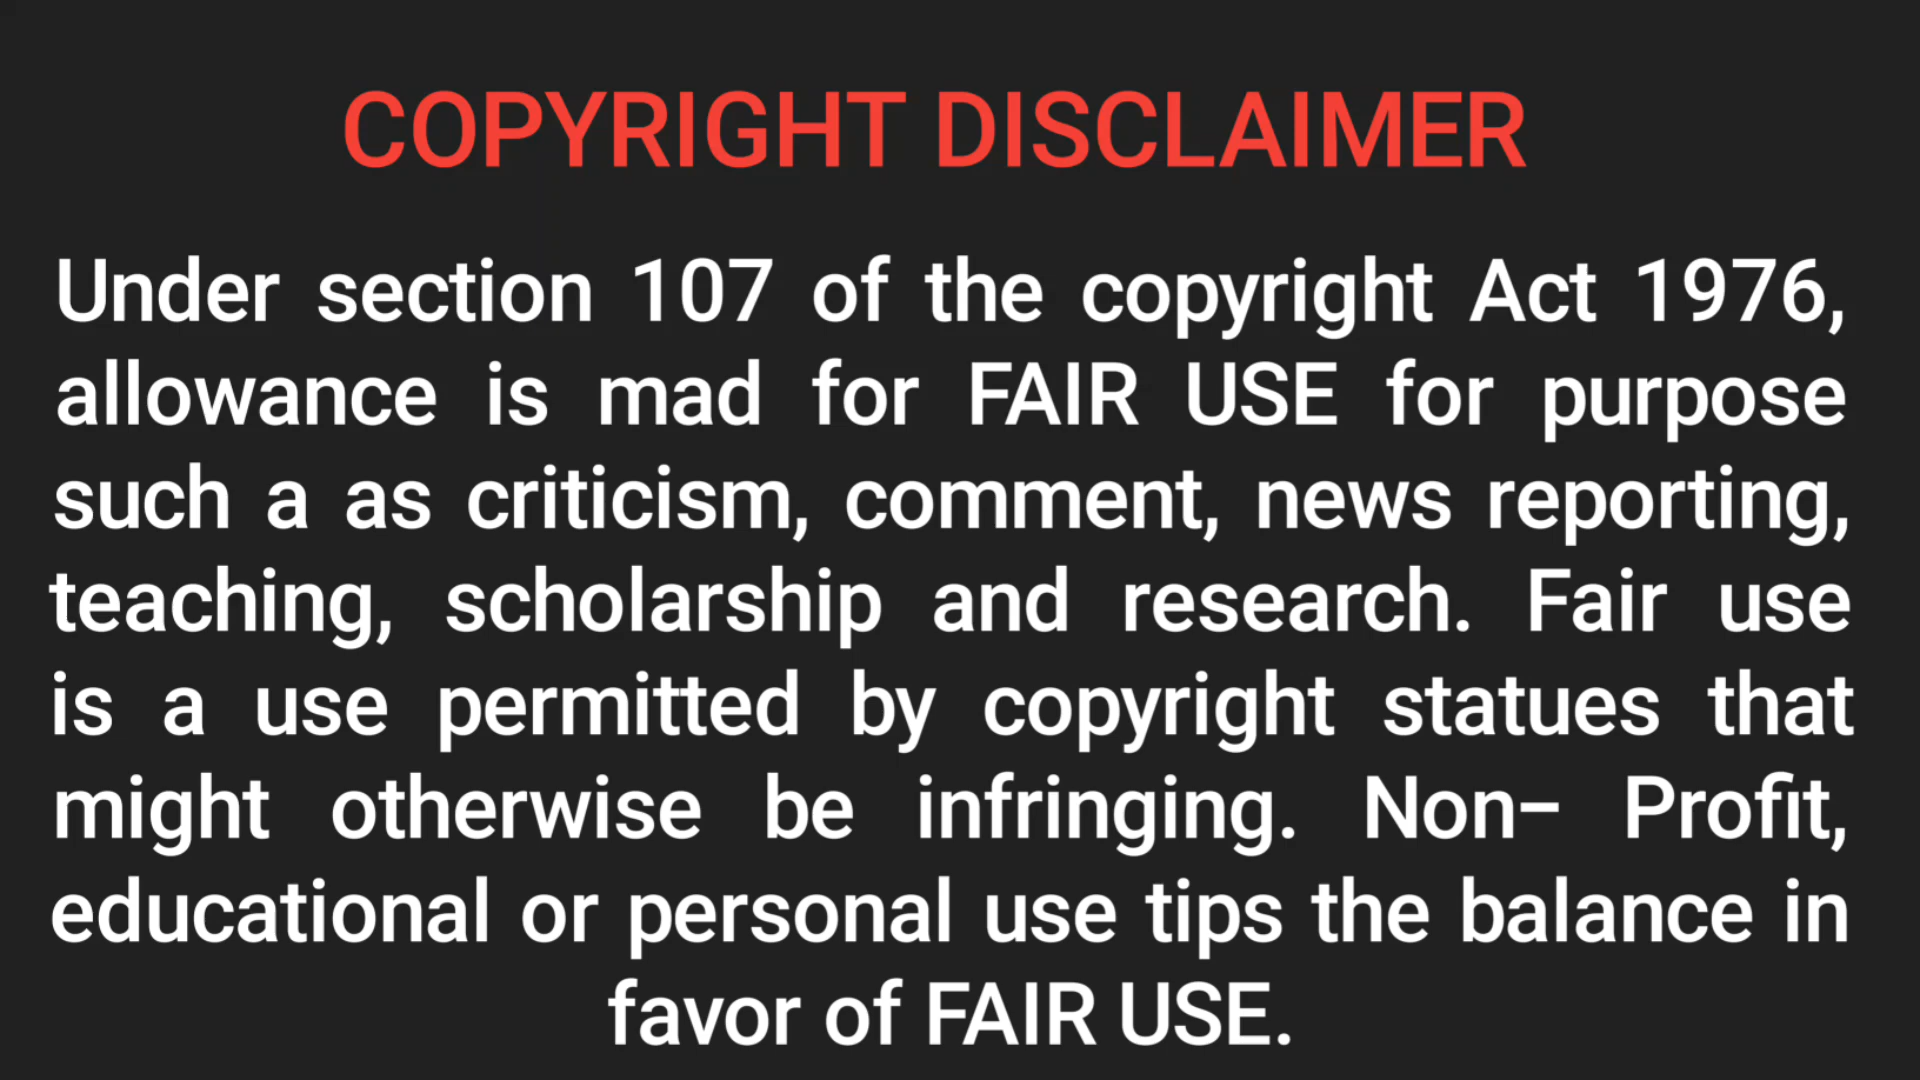 COPYRIGHT DISCLAIMER
Under section 107 of the copyright Act 1976,
allowance is mad for FAIR USE for purpose
such a as criticism, comment, news reporting,
teaching, scholarship and research. Fair use
is a use permitted by copyright statues that
might otherwise be infringing. Non– Profit,
educational or personal use tips the balance in
favor of FAIR USE.